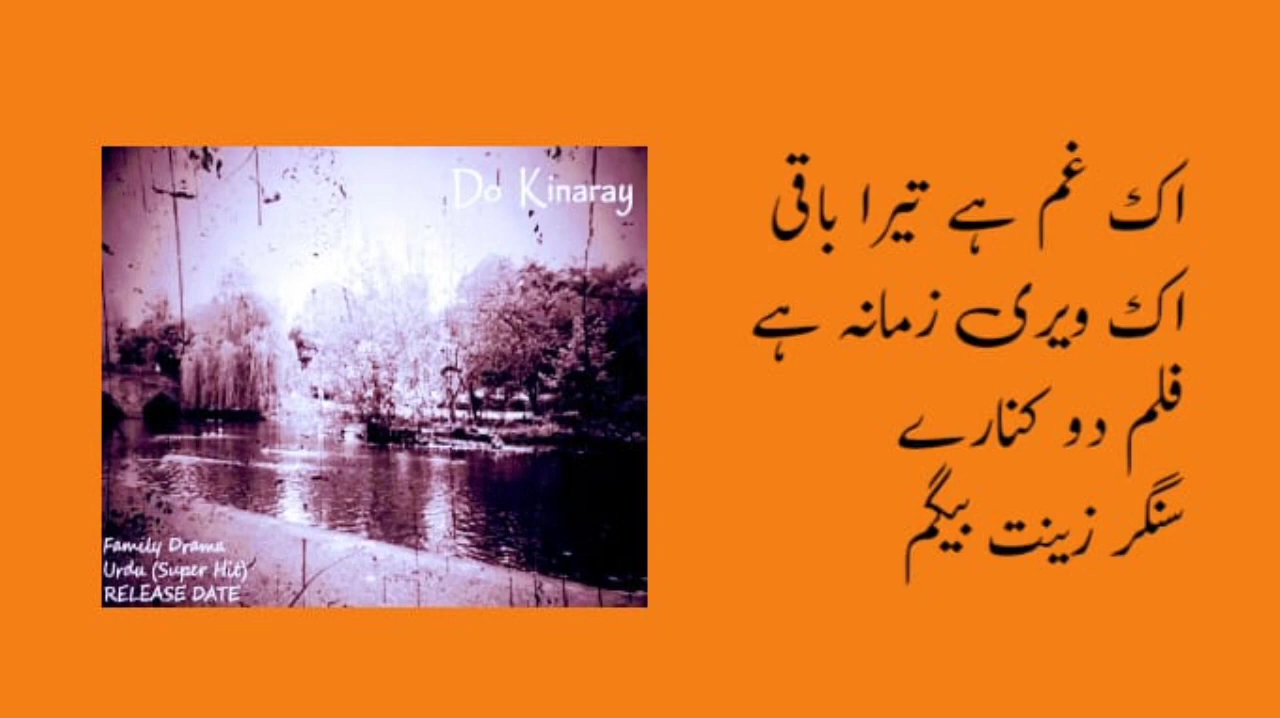 Do Kinaray
Family Drama
Urdu (Super Hit)
RELEASE DATE
اک غم ہے تیرا باقی
اک ویری زمانہ ہے
فلم دو کنارے
سنگر زینت بیگم